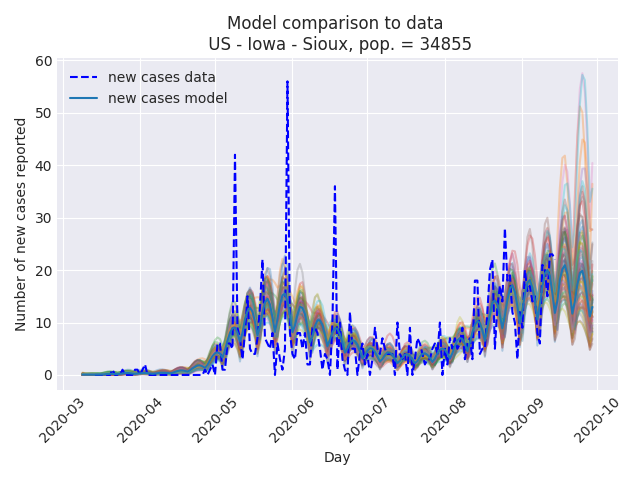 Model comparison to data
US - Iowa - Sioux, pop. = 34855
new cases data
new cases model
Number of new cases reported
60
50
40
30
20
10
0
2020-03
2020-04
2020-05
2020-06
2020-07
2020-08
2020-09
2020-10
Day